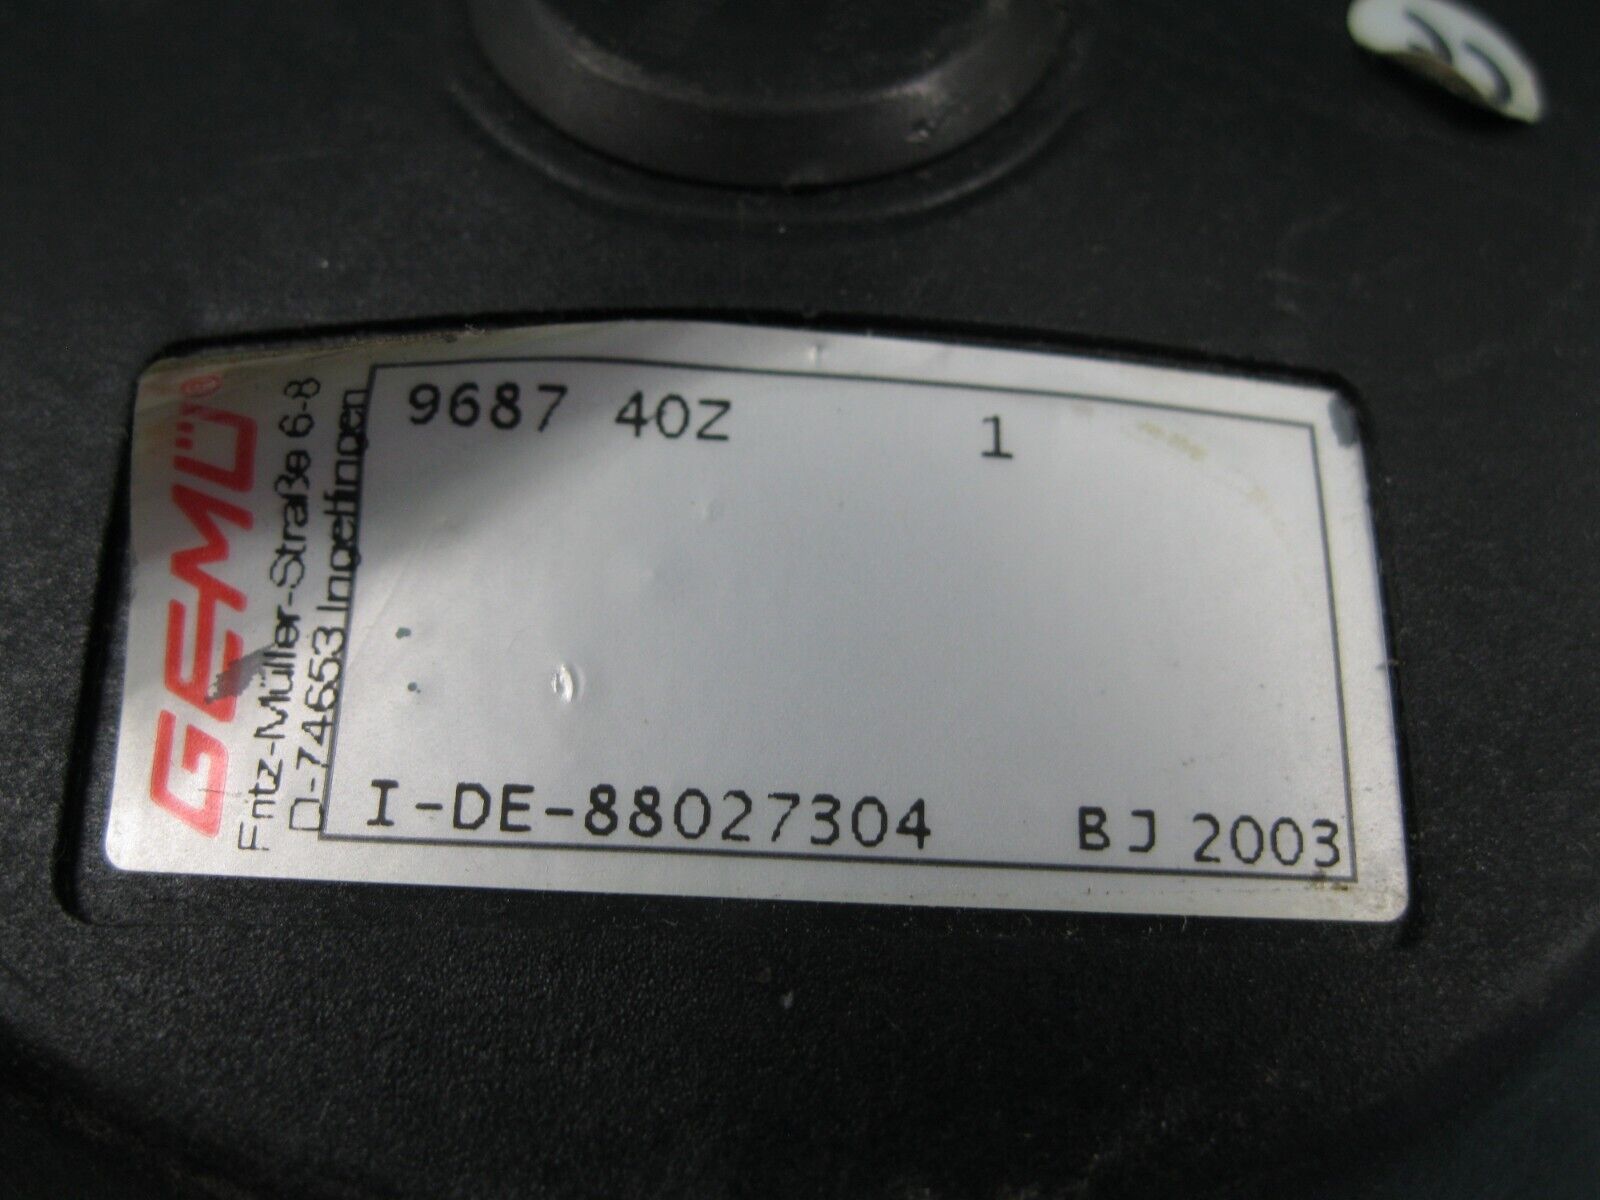 GEMÜ®
Fritz-Müller-Straße 6-8
D-74653 Ingelfingen
9687 40Z 1
I-DE-88027304 BJ 2003